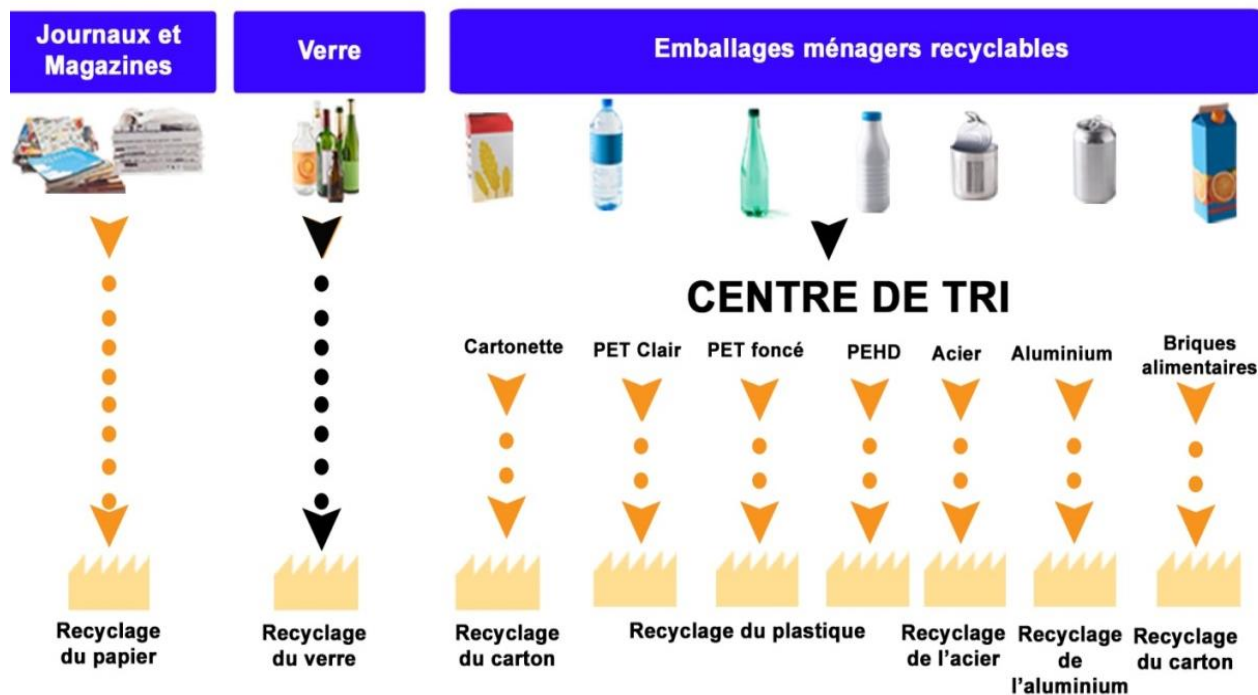 Journaux et
Magazines
Verre
Emballages ménagers recyclables
CENTRE DE TRI
Cartonette
PET Clair
PET foncé
PEHD
Acier
Aluminium
Briques
alimentaires
Recyclage
du papier
Recyclage
du verre
Recyclage
du carton
Recyclage du plastique
Recyclage
de l'acier
Recyclage
de
l'aluminium
Recyclage
du carton